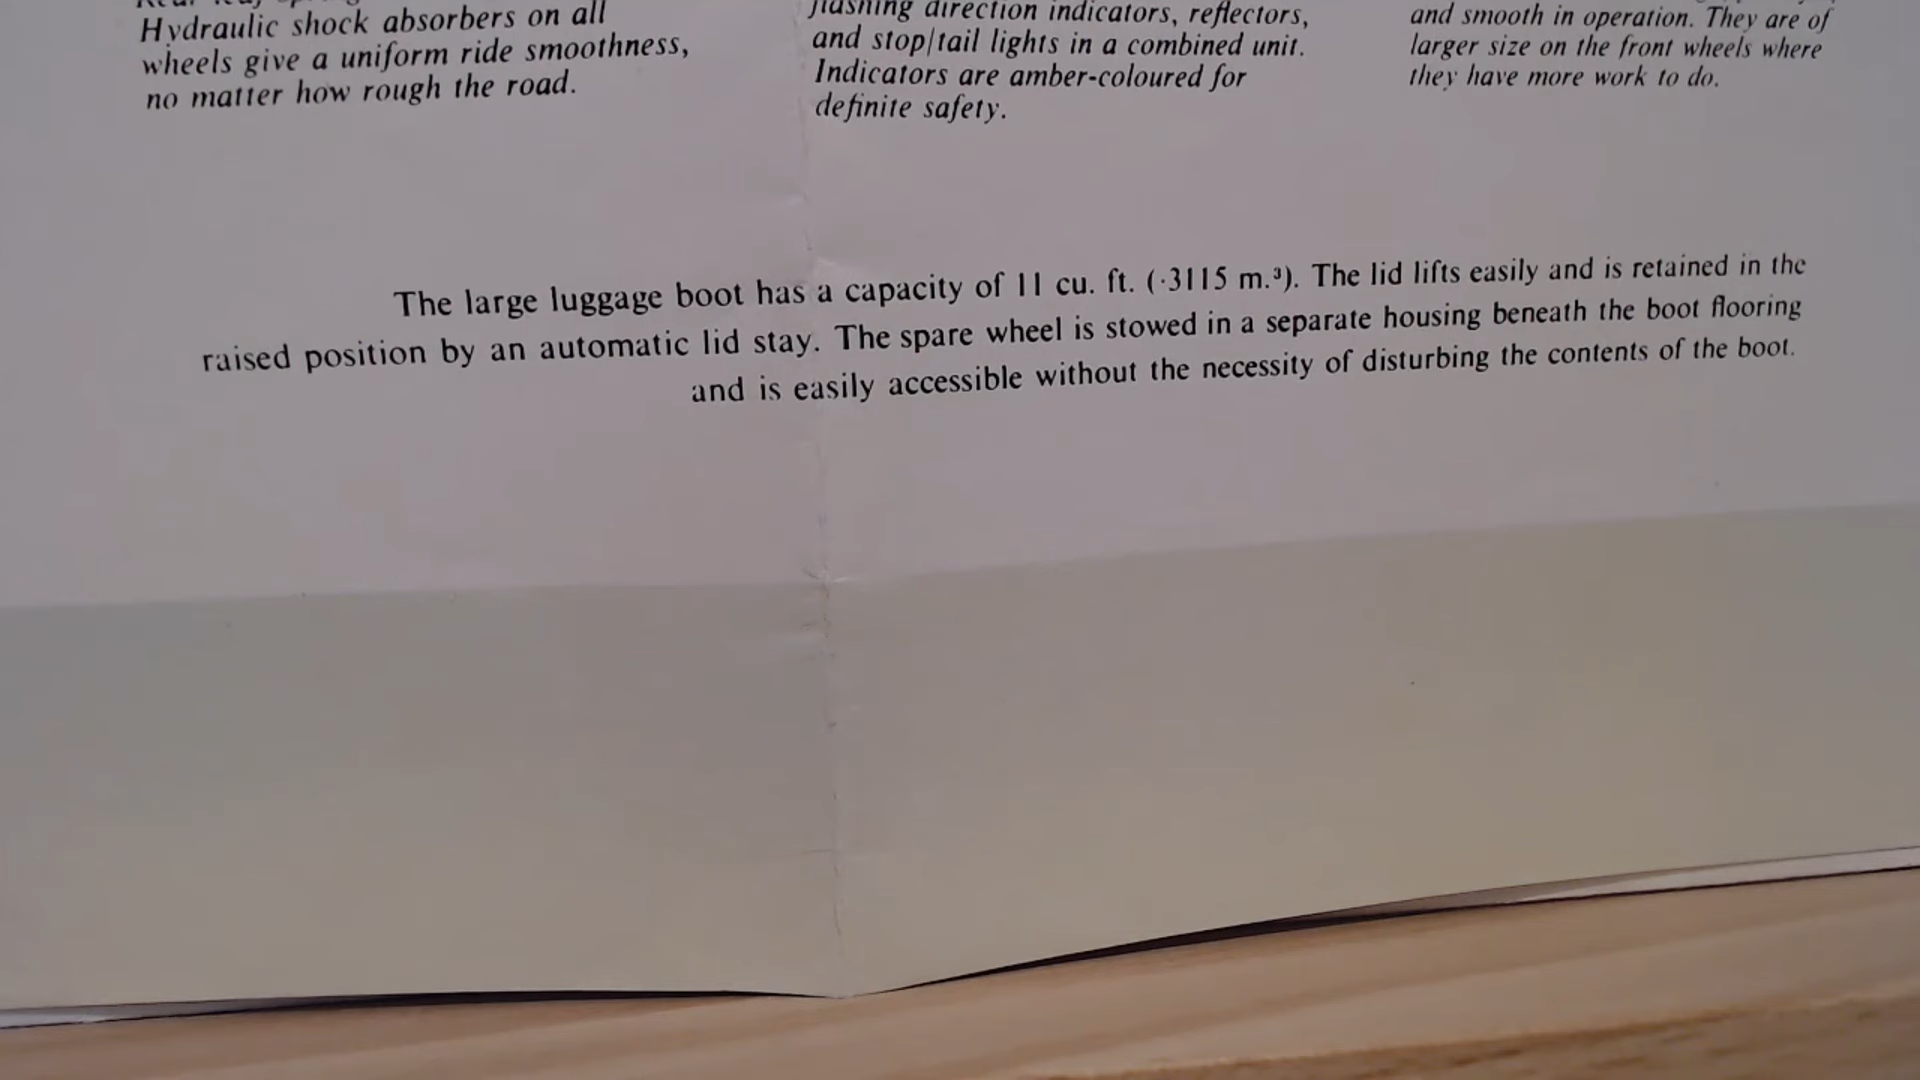 Hydraulic shock absorbers on all
wheels give a uniform ride smoothness,
no matter how rough the road.
flashing direction indicators, reflectors,
and stop/tail lights in a combined unit.
Indicators are amber-coloured for
definite safety.
and smooth in operation. They are of
larger size on the front wheels where
they have more work to do.
The large luggage boot has a capacity of 11 cu. ft. (·3115 m.³). The lid lifts easily and is retained in the
raised position by an automatic lid stay. The spare wheel is stowed in a separate housing beneath the boot flooring
and is easily accessible without the necessity of disturbing the contents of the boot.